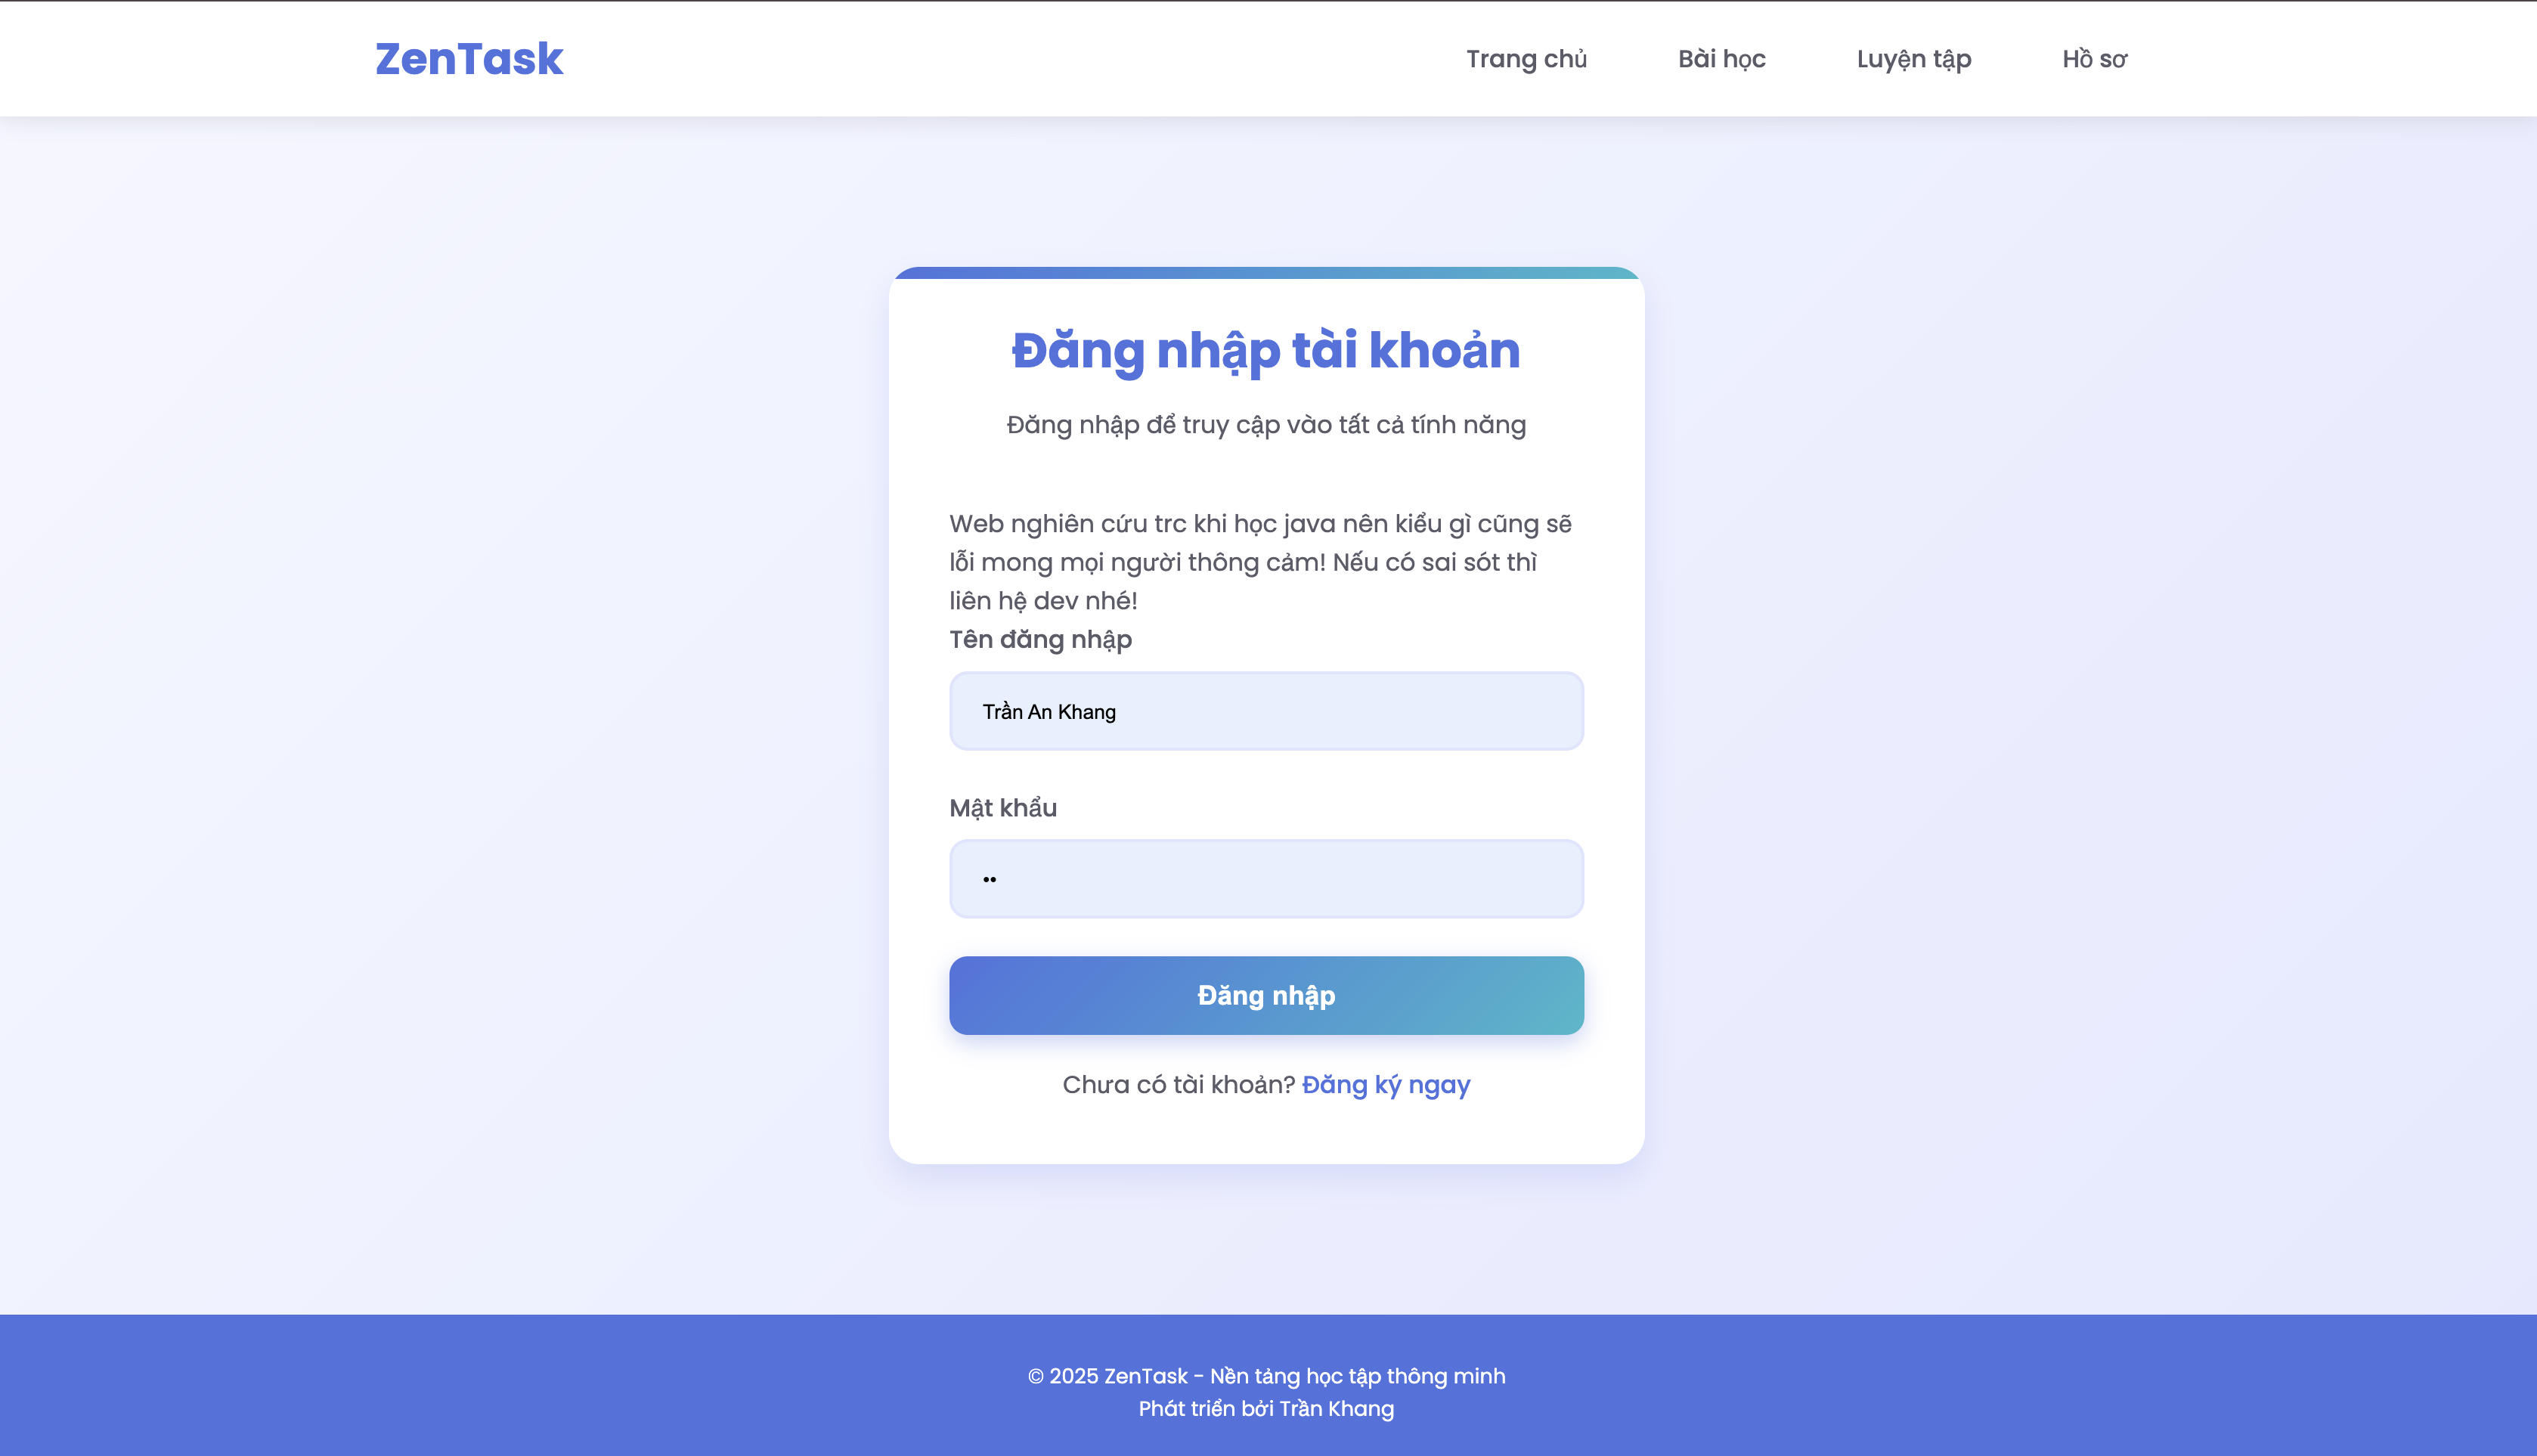 ZenTask
Trang chủ
Bài học
Luyện tập
Hồ sơ
Đăng nhập tài khoản
Đăng nhập để truy cập vào tất cả tính năng
Web nghiên cứu trc khi học java nên kiểu gì cũng sẽ
lỗi mong mọi người thông cảm! Nếu có sai sót thì
liên hệ dev nhé!
Tên đăng nhập
Trần An Khang
Mật khẩu
••
Đăng nhập
Chưa có tài khoản? Đăng ký ngay
© 2025 ZenTask - Nền tảng học tập thông minh
Phát triển bởi Trần Khang